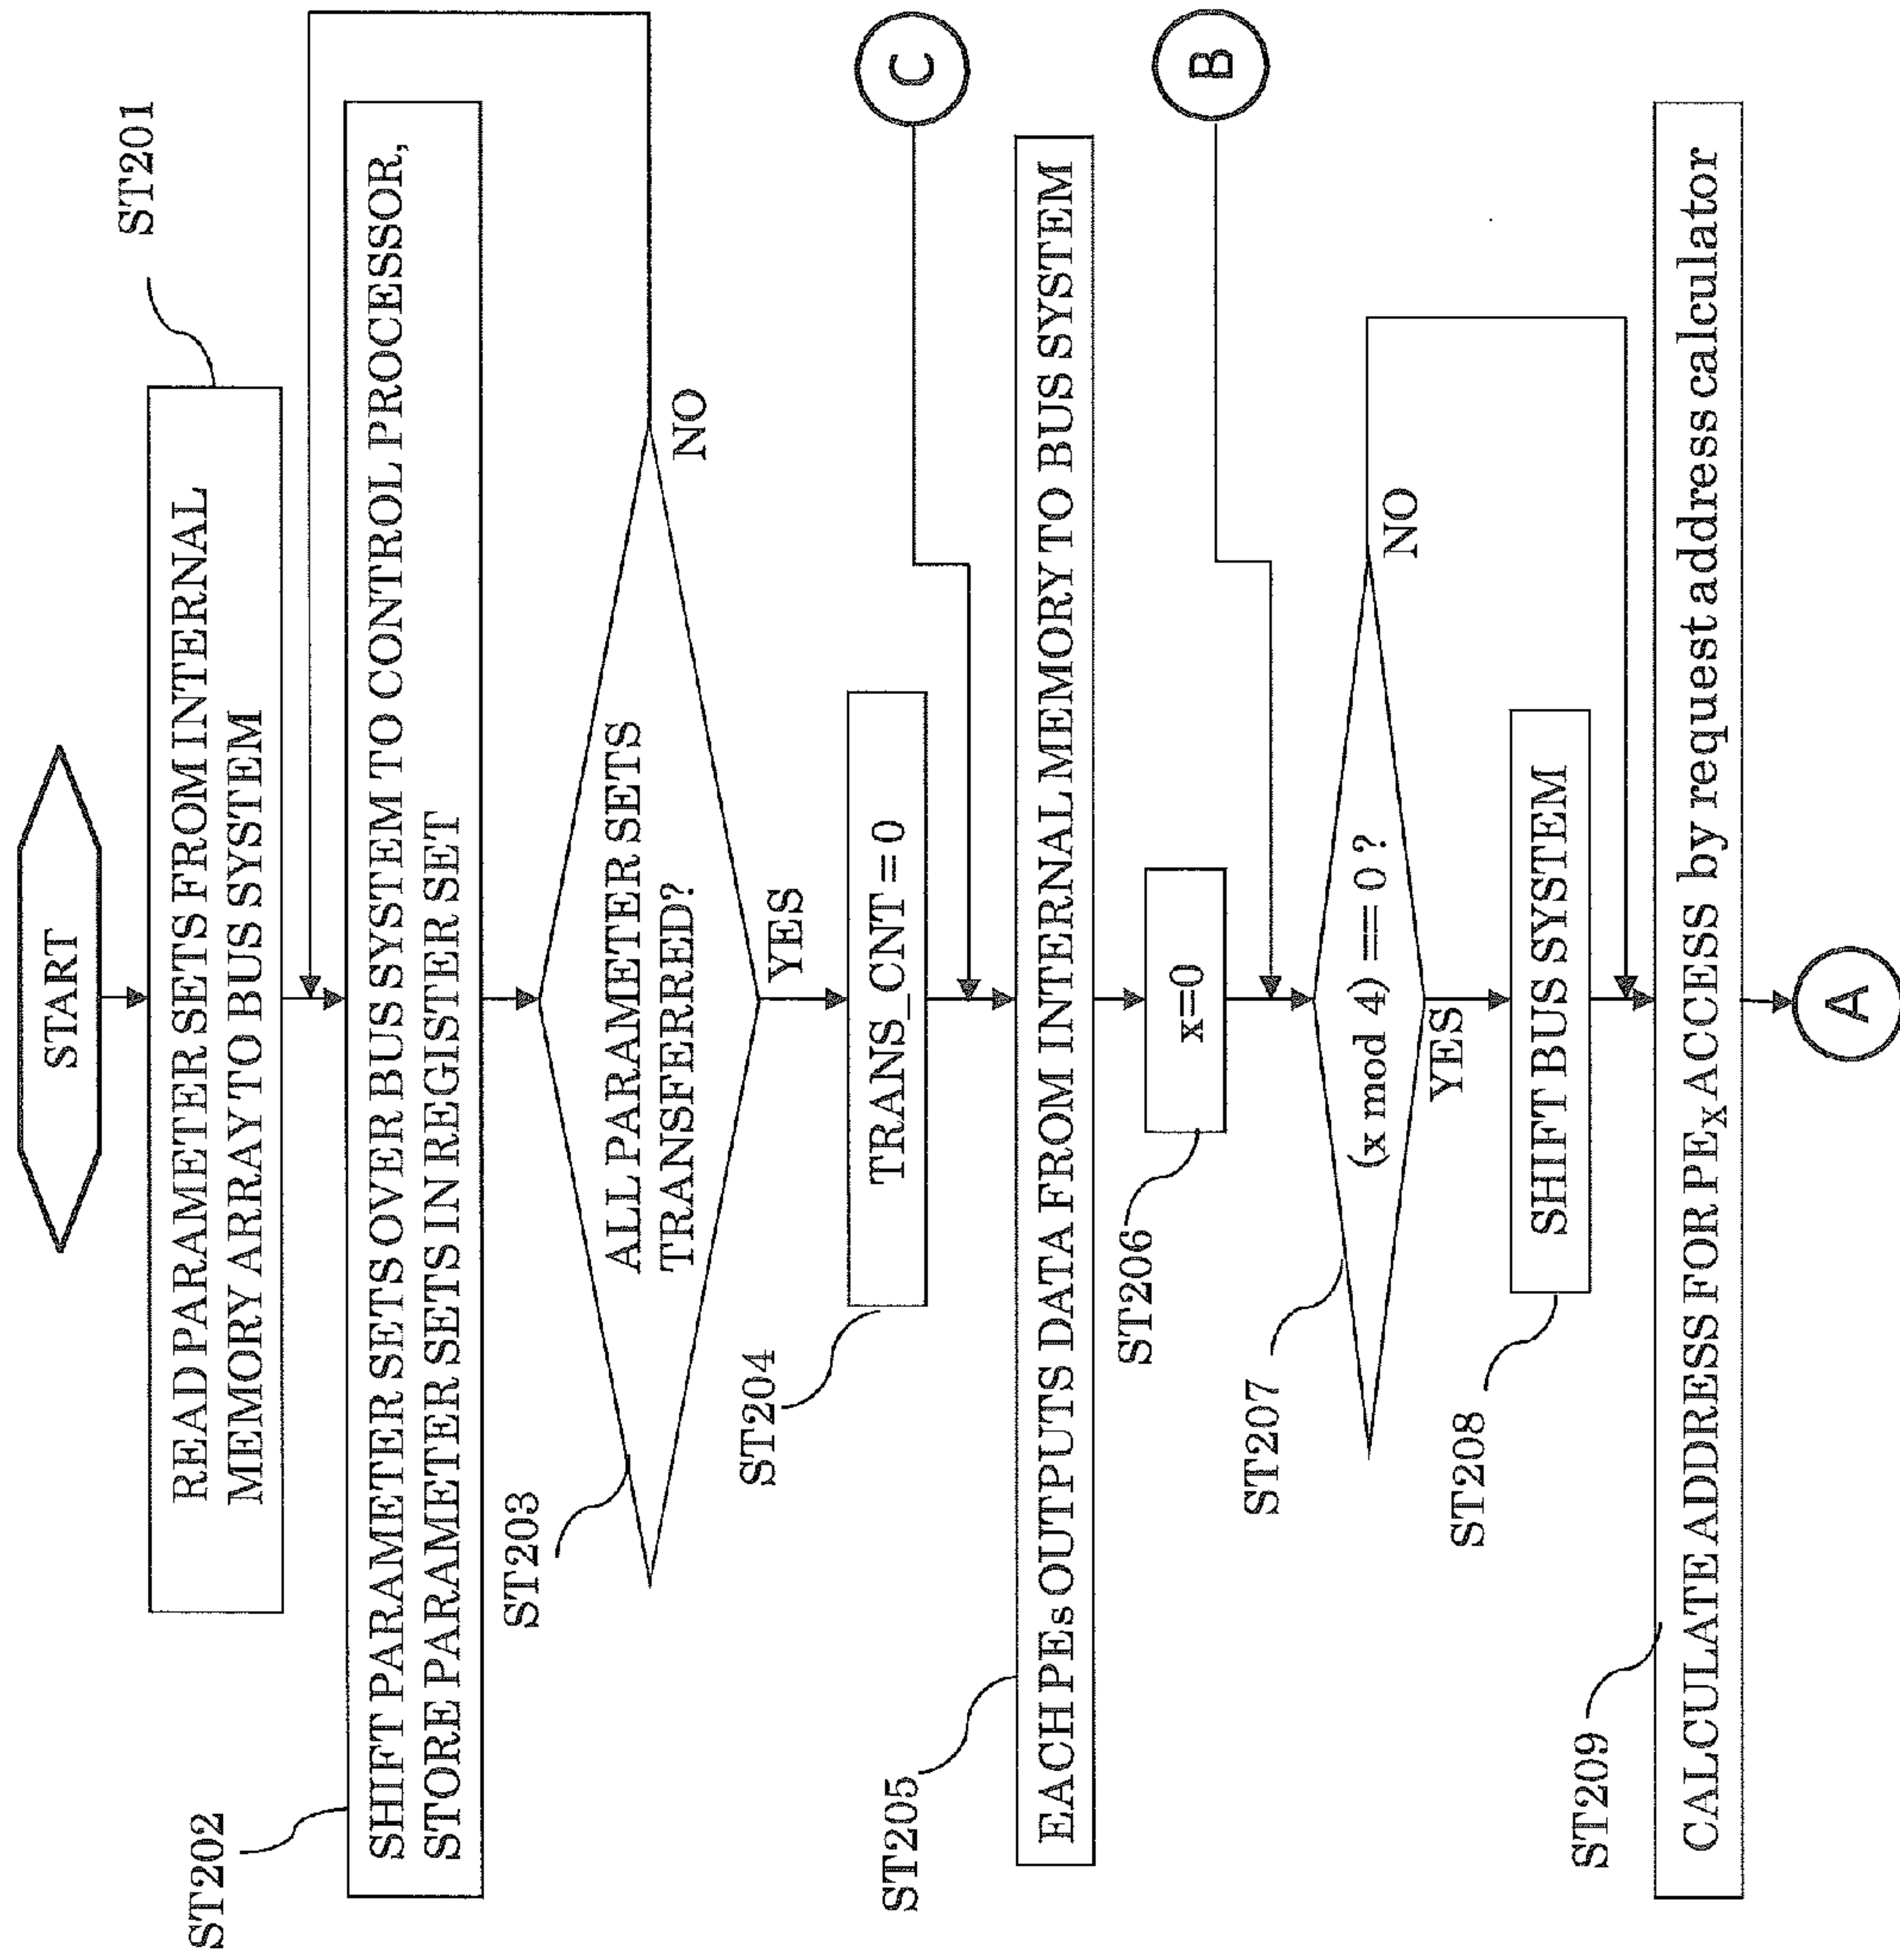 START
ST201
READ PARAMETER SETS FROM INTERNAL
MEMORY ARRAY TO BUS SYSTEM
ST202
SHIFT PARAMETER SETS OVER BUS SYSTEM TO CONTROL PROCESSOR,
STORE PARAMETER SETS IN REGISTER SET
ST203
ALL PARAMETER SETS
TRANSFERRED?
NO
YES
ST204
TRANS_CNT = 0
C
ST205
EACH PEs OUTPUTS DATA FROM INTERNAL MEMORY TO BUS SYSTEM
ST206
x=0
B
ST207
(x mod 4) == 0 ?
NO
YES
ST208
SHIFT BUS SYSTEM
ST209
CALCULATE ADDRESS FOR PEX ACCESS by request address calculator
A